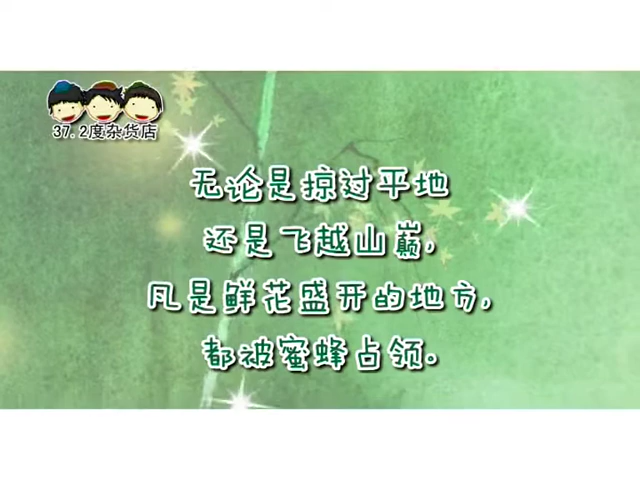 37.2度杂货店
无论是掠过平地
还是飞越山巅,
凡是鲜花盛开的地方,
都被蜜蜂占领。